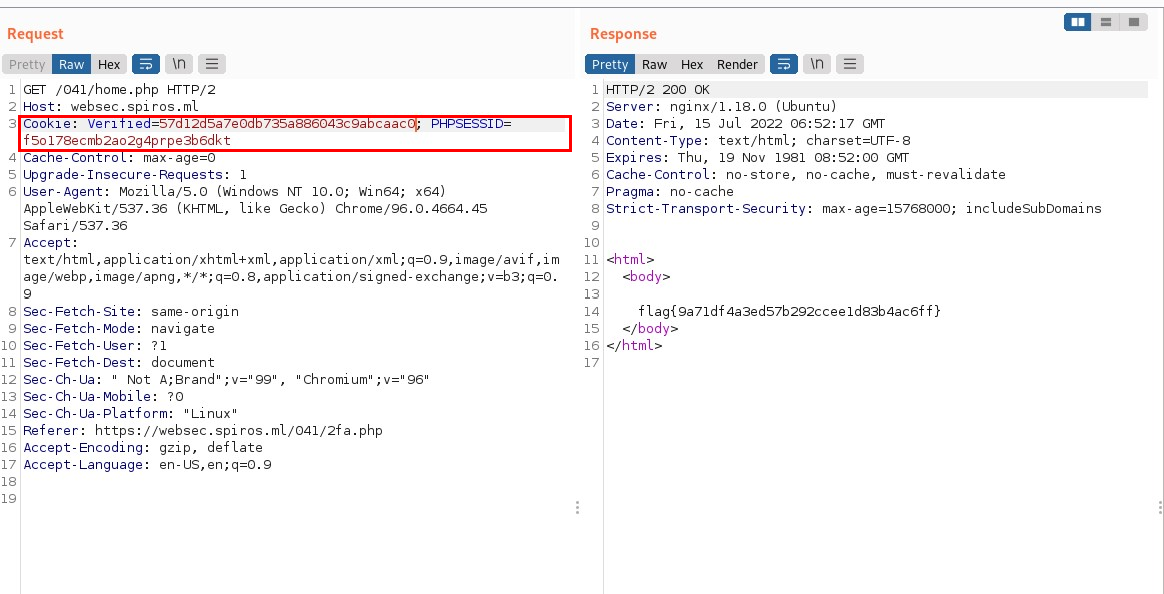 Request
Pretty Raw Hex \n
1 GET /041/home.php HTTP/2
2 Host: websec.spiros.ml
3 Cookie: Verified=57d12d5a7e0db735a886043c9abcaac0; PHPSESSID=
f5o178ecmb2ao2g4prpe3b6dkt
4 Cache-Control: max-age=0
5 Upgrade-Insecure-Requests: 1
6 User-Agent: Mozilla/5.0 (Windows NT 10.0; Win64; x64)
AppleWebKit/537.36 (KHTML, like Gecko) Chrome/96.0.4664.45
Safari/537.36
7 Accept:
text/html,application/xhtml+xml,application/xml;q=0.9,image/avif,im
age/webp,image/apng,*/*;q=0.8,application/signed-exchange;v=b3;q=0.
9
8 Sec-Fetch-Site: same-origin
9 Sec-Fetch-Mode: navigate
10 Sec-Fetch-User: ?1
11 Sec-Fetch-Dest: document
12 Sec-Ch-Ua: " Not A;Brand";v="99", "Chromium";v="96"
13 Sec-Ch-Ua-Mobile: ?0
14 Sec-Ch-Ua-Platform: "Linux"
15 Referer: https://websec.spiros.ml/041/2fa.php
16 Accept-Encoding: gzip, deflate
17 Accept-Language: en-US,en;q=0.9
18
19
Response
Pretty Raw Hex Render \n
1 HTTP/2 200 OK
2 Server: nginx/1.18.0 (Ubuntu)
3 Date: Fri, 15 Jul 2022 06:52:17 GMT
4 Content-Type: text/html; charset=UTF-8
5 Expires: Thu, 19 Nov 1981 08:52:00 GMT
6 Cache-Control: no-store, no-cache, must-revalidate
7 Pragma: no-cache
8 Strict-Transport-Security: max-age=15768000; includeSubDomains
9
10
11 <html>
12 <body>
13
14 flag{9a71df4a3ed57b292ccee1d83b4ac6ff}
15 </body>
16 </html>
17